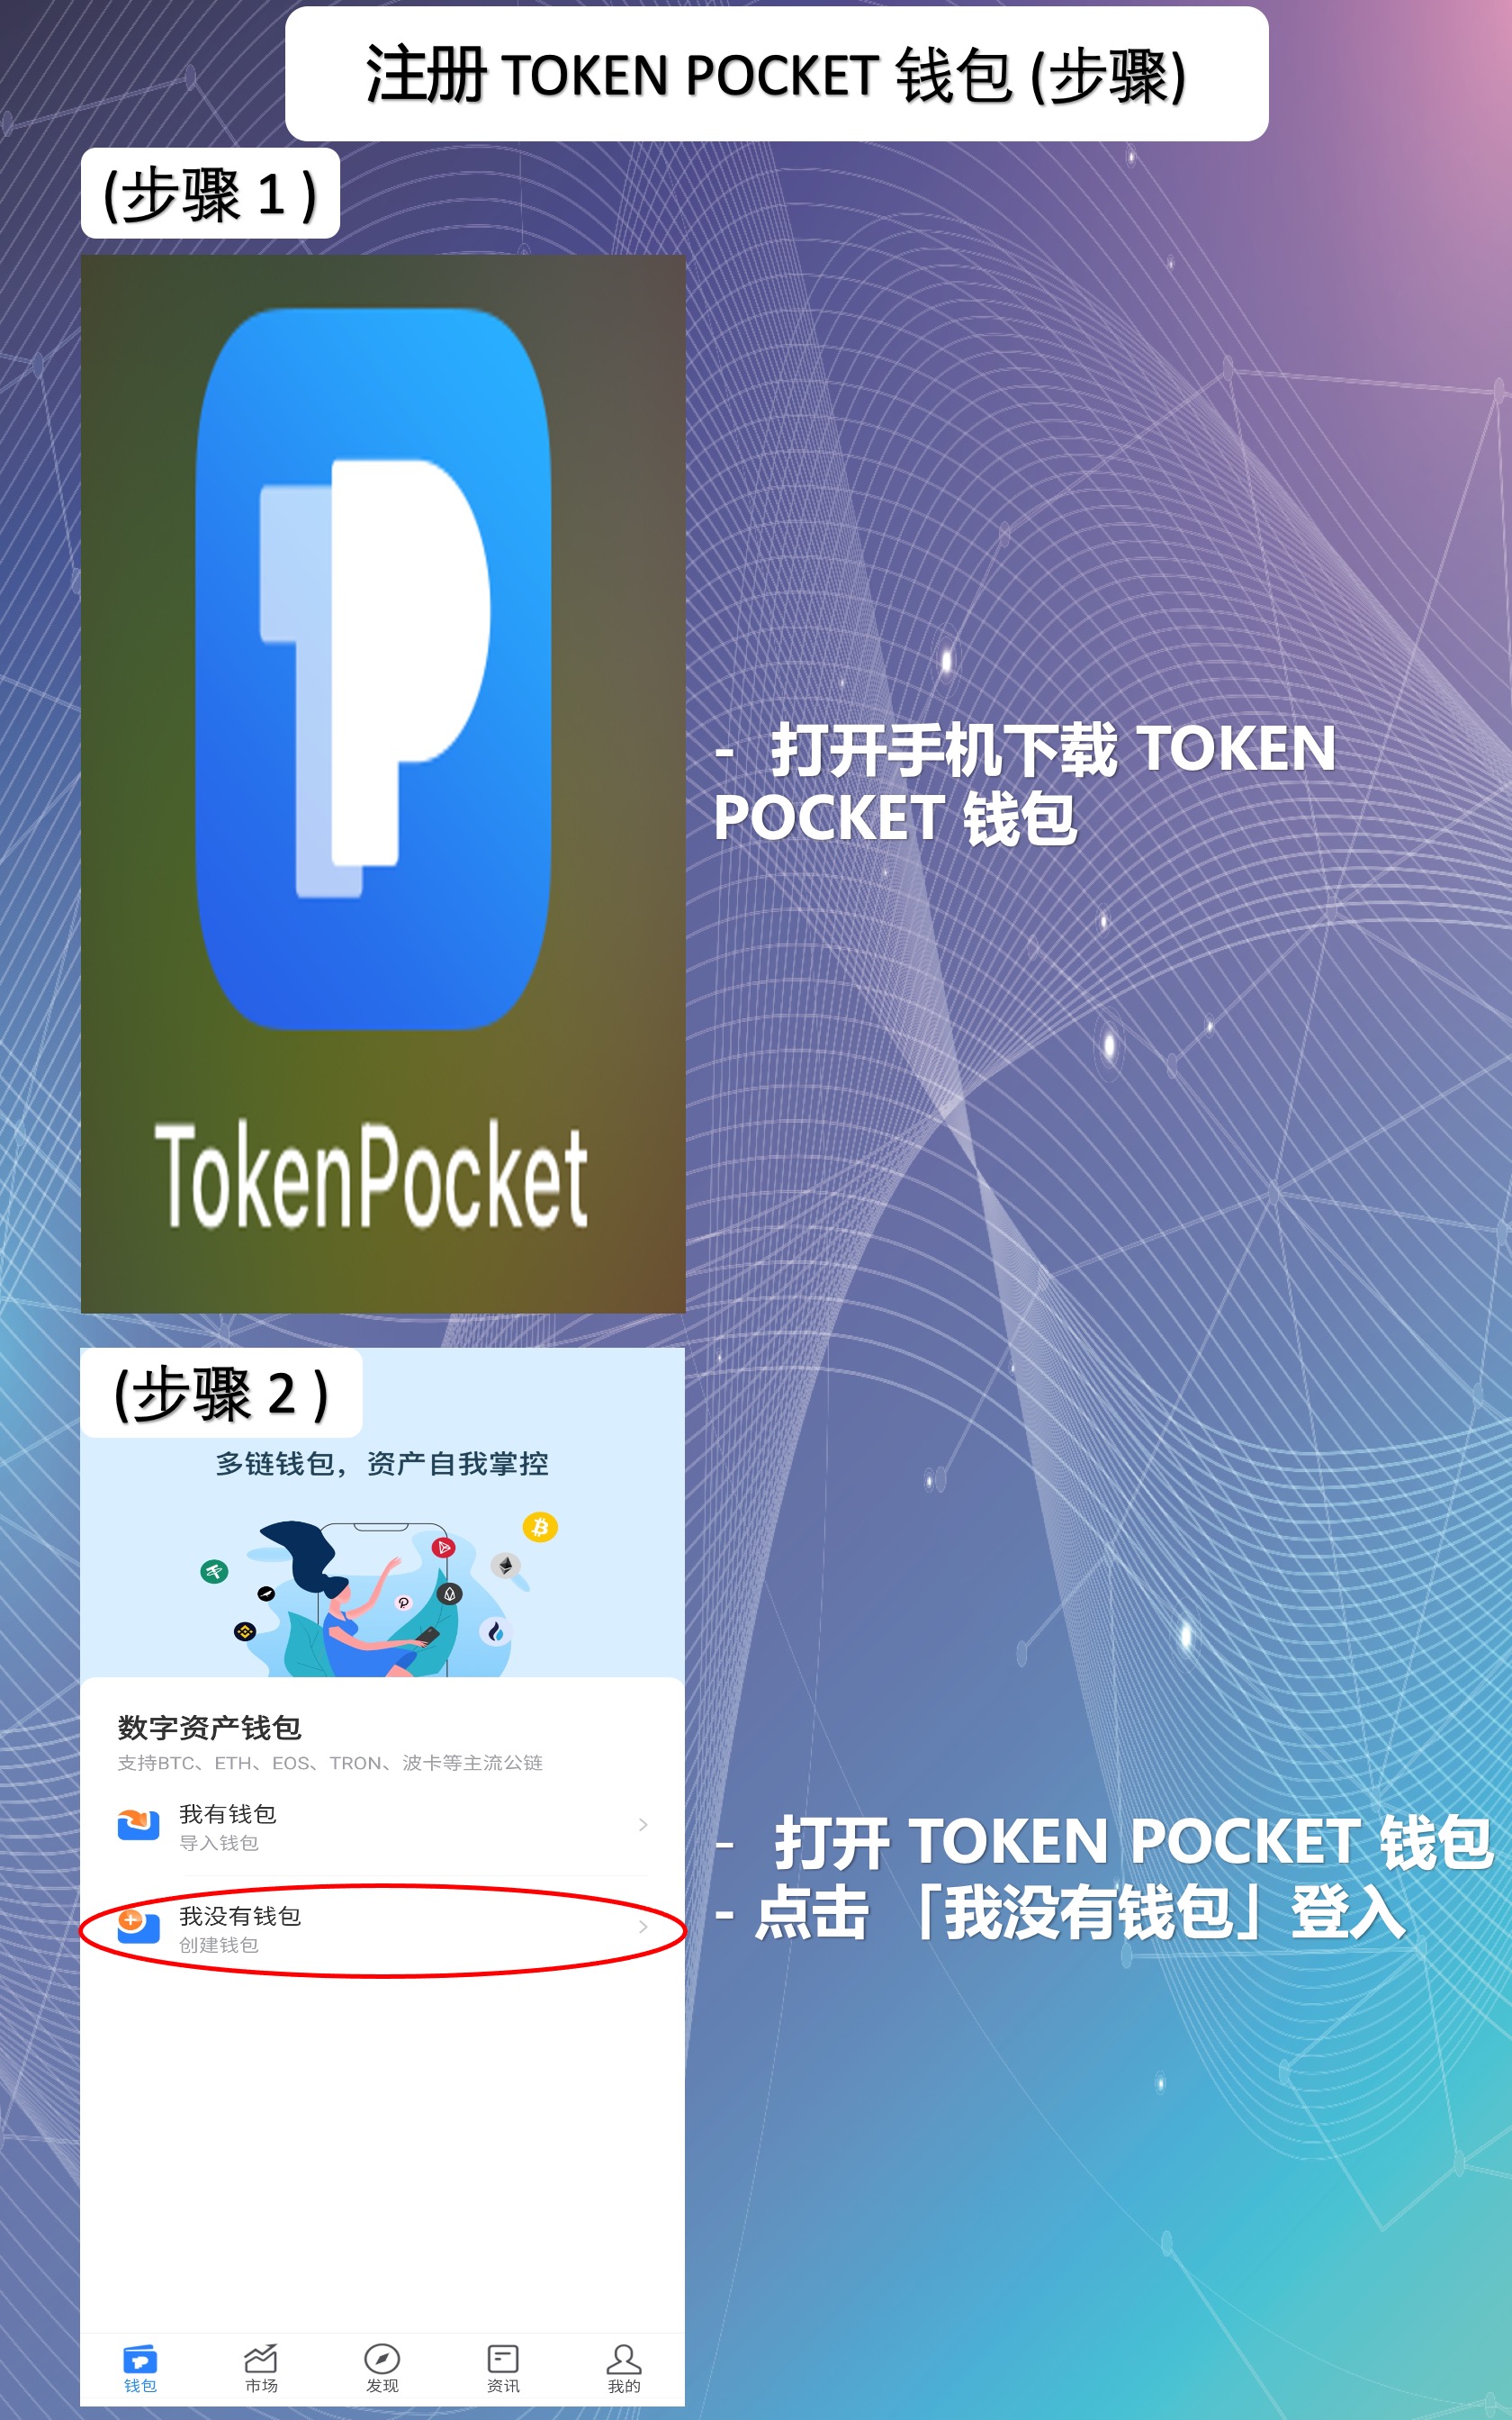 注册 TOKEN POCKET 钱包 (步骤)
(步骤 1 )
TokenPocket
- 打开手机下载 TOKEN
POCKET 钱包
(步骤 2 )
多链钱包，资产自我掌控
数字资产钱包
支持BTC、ETH、EOS、TRON、波卡等主流公链
我有钱包
导入钱包
我没有钱包
创建钱包
- 打开 TOKEN POCKET 钱包
- 点击 「我没有钱包」登入
钱包
市场
发现
资讯
我的